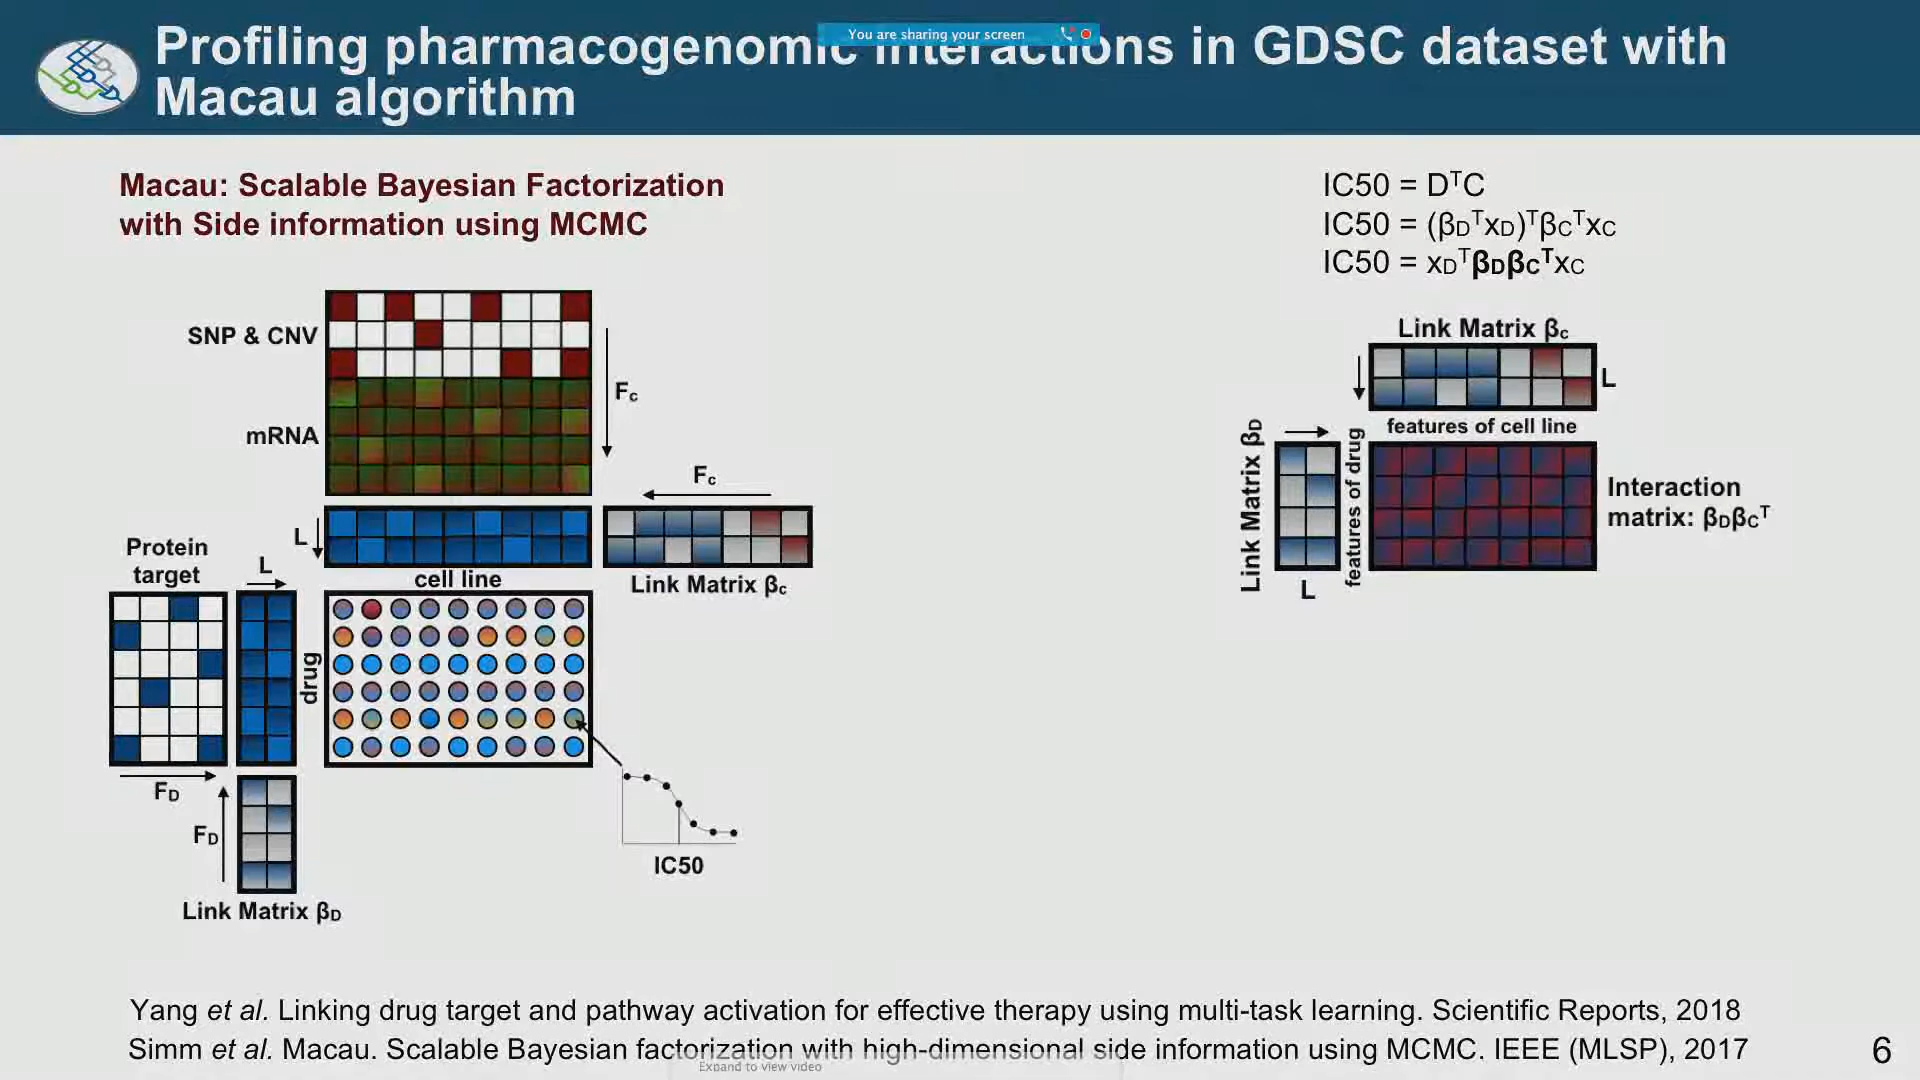 Profiling pharmacogenomic interactions in GDSC dataset with
Macau algorithm
You are sharing your screen
Macau: Scalable Bayesian Factorization
with Side information using MCMC
IC50 = DᵀC
IC50 = (βDᵀxD)ᵀβCᵀxC
IC50 = xDᵀβDβCᵀxC
SNP & CNV
mRNA
Fc
Fc
L
cell line
Link Matrix βc
Protein
target
L
drug
FD
FD
Link Matrix βD
IC50
Link Matrix βc
L
features of cell line
Link Matrix βD
features of drug
L
Interaction
matrix: βDβCᵀ
Yang et al. Linking drug target and pathway activation for effective therapy using multi-task learning. Scientific Reports, 2018
Simm et al. Macau. Scalable Bayesian factorization with high-dimensional side information using MCMC. IEEE (MLSP), 2017
Expand to view video
6